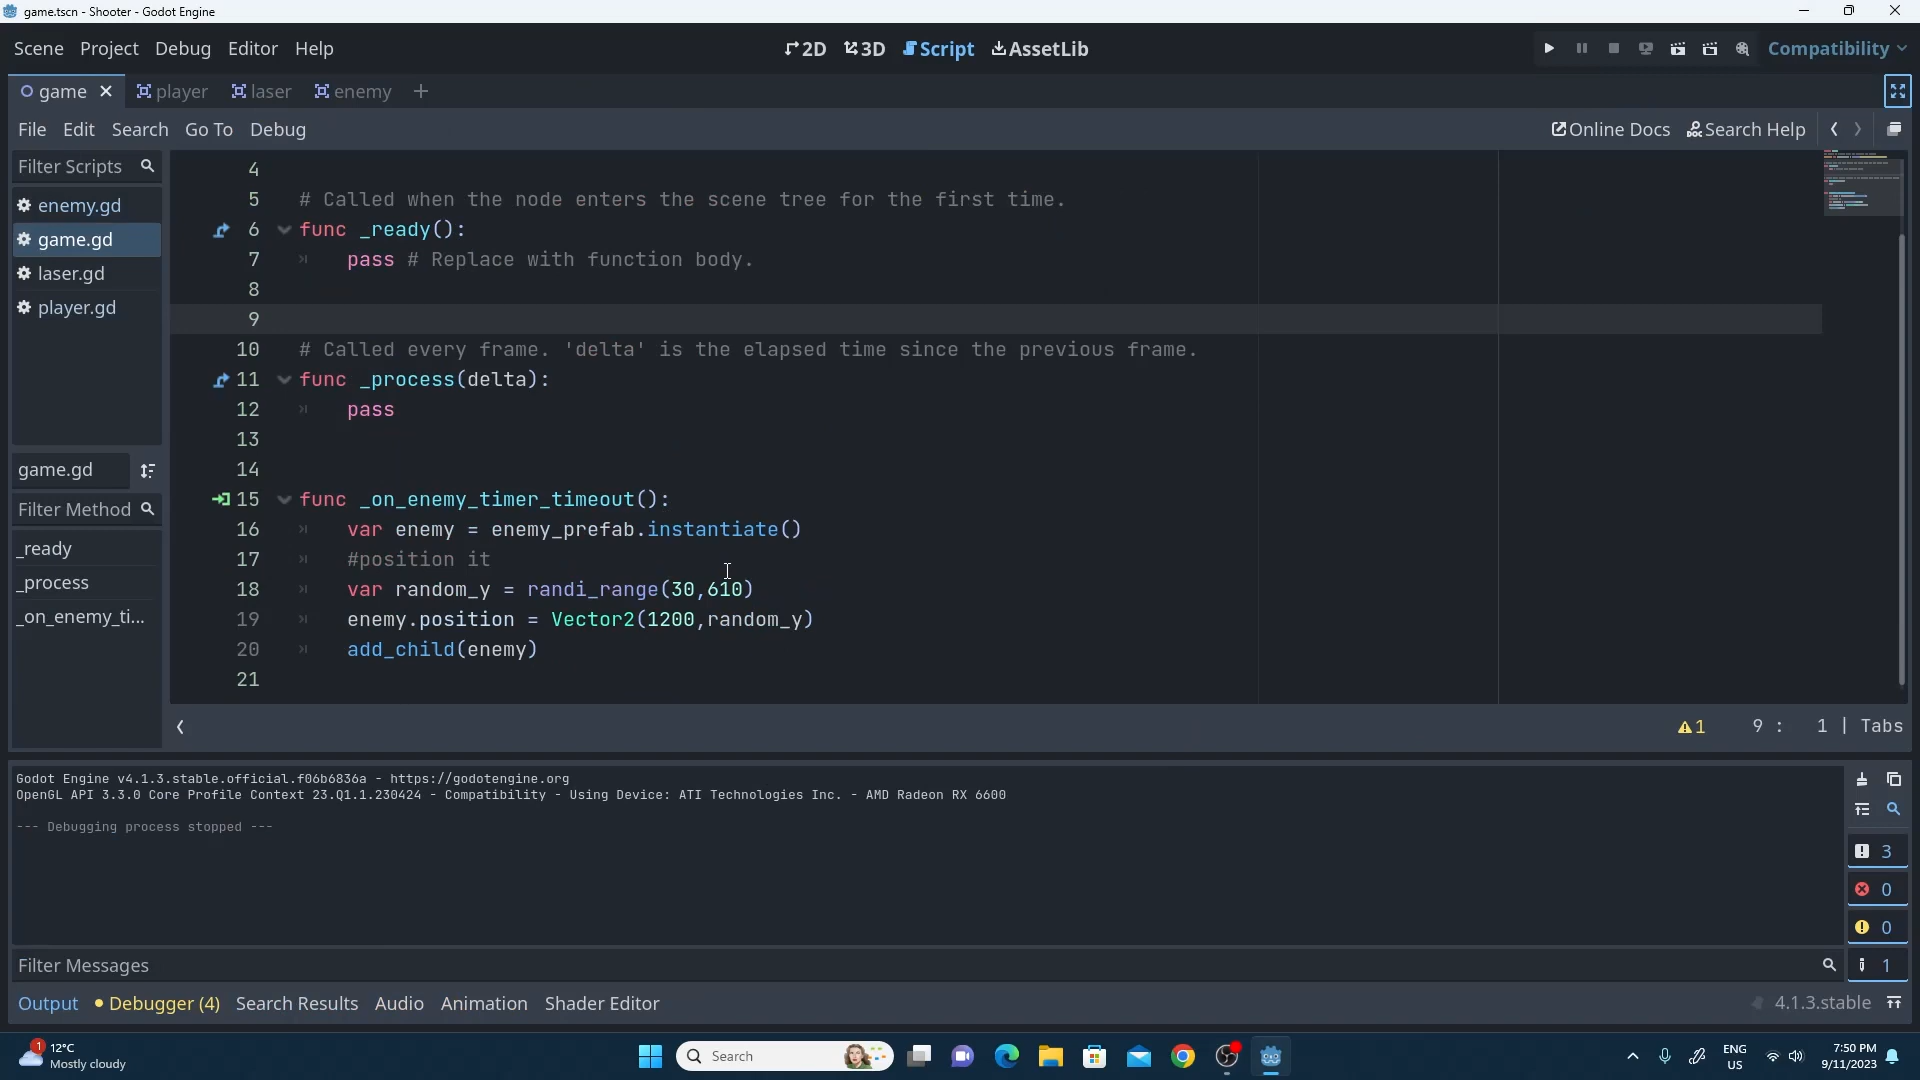 game.tscn - Shooter - Godot Engine
Scene Project Debug Editor Help
2D 3D Script AssetLib
Compatibility
game player laser enemy
File Edit Search Go To Debug
Online Docs Search Help
Filter Scripts
enemy.gd
game.gd
laser.gd
player.gd
game.gd
Filter Method
_ready
_process
_on_enemy_ti...
4
5 # Called when the node enters the scene tree for the first time.
6 func _ready():
7 pass # Replace with function body.
8
9
10 # Called every frame. 'delta' is the elapsed time since the previous frame.
11 func _process(delta):
12 pass
13
14
15 func _on_enemy_timer_timeout():
16 var enemy = enemy_prefab.instantiate()
17 #position it
18 var random_y = randi_range(30,610)
19 enemy.position = Vector2(1200,random_y)
20 add_child(enemy)
21
1 9 : 1 | Tabs
Godot Engine v4.1.3.stable.official.f06b6836a - https://godotengine.org
OpenGL API 3.3.0 Core Profile Context 23.Q1.1.230424 - Compatibility - Using Device: ATI Technologies Inc. - AMD Radeon RX 6600
--- Debugging process stopped ---
3
0
0
1
Filter Messages
Output Debugger (4) Search Results Audio Animation Shader Editor
4.1.3.stable
1
12°C
Mostly cloudy
Search
ENG
US
7:50 PM
9/11/2023